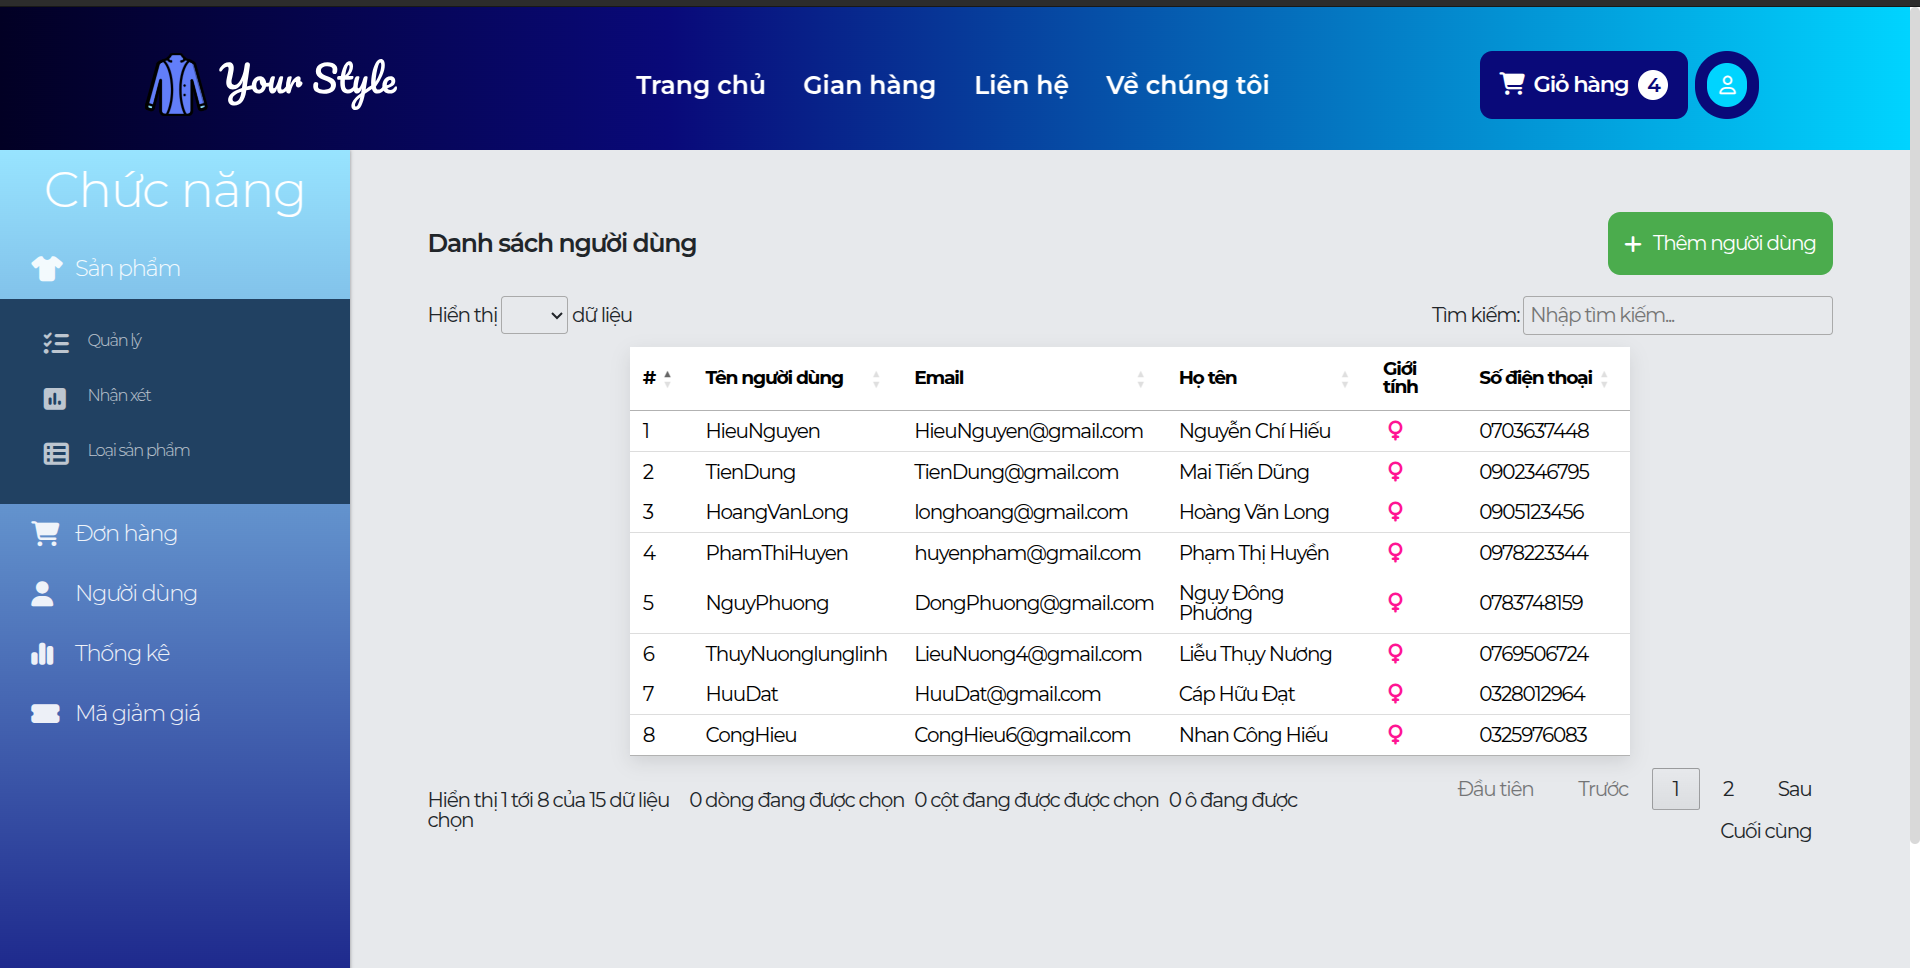 Your Style
Trang chủ Gian hàng Liên hệ Về chúng tôi
Giỏ hàng 4
Chức năng
Sản phẩm
Quản lý
Nhận xét
Loại sản phẩm
Đơn hàng
Người dùng
Thống kê
Mã giảm giá
Danh sách người dùng
Thêm người dùng
Hiển thị dữ liệu
Tìm kiếm: Nhập tìm kiếm...
# Tên người dùng Email Họ tên Giới tính Số điện thoại
1 HieuNguyen HieuNguyen@gmail.com Nguyễn Chí Hiếu 0703637448
2 TienDung TienDung@gmail.com Mai Tiến Dũng 0902346795
3 HoangVanLong longhoang@gmail.com Hoàng Văn Long 0905123456
4 PhamThiHuyen huyenpham@gmail.com Phạm Thị Huyền 0978223344
5 NguyPhuong DongPhuong@gmail.com Ngụy Đông Phương 0783748159
6 ThuyNuonglunglinh LieuNuong4@gmail.com Liễu Thụy Nương 0769506724
7 HuuDat HuuDat@gmail.com Cáp Hữu Đạt 0328012964
8 CongHieu CongHieu6@gmail.com Nhan Công Hiếu 0325976083
Hiển thị 1 tới 8 của 15 dữ liệu 0 dòng đang được chọn 0 cột đang được được chọn 0 ô đang được
chọn
Đầu tiên Trước 1 2 Sau
Cuối cùng